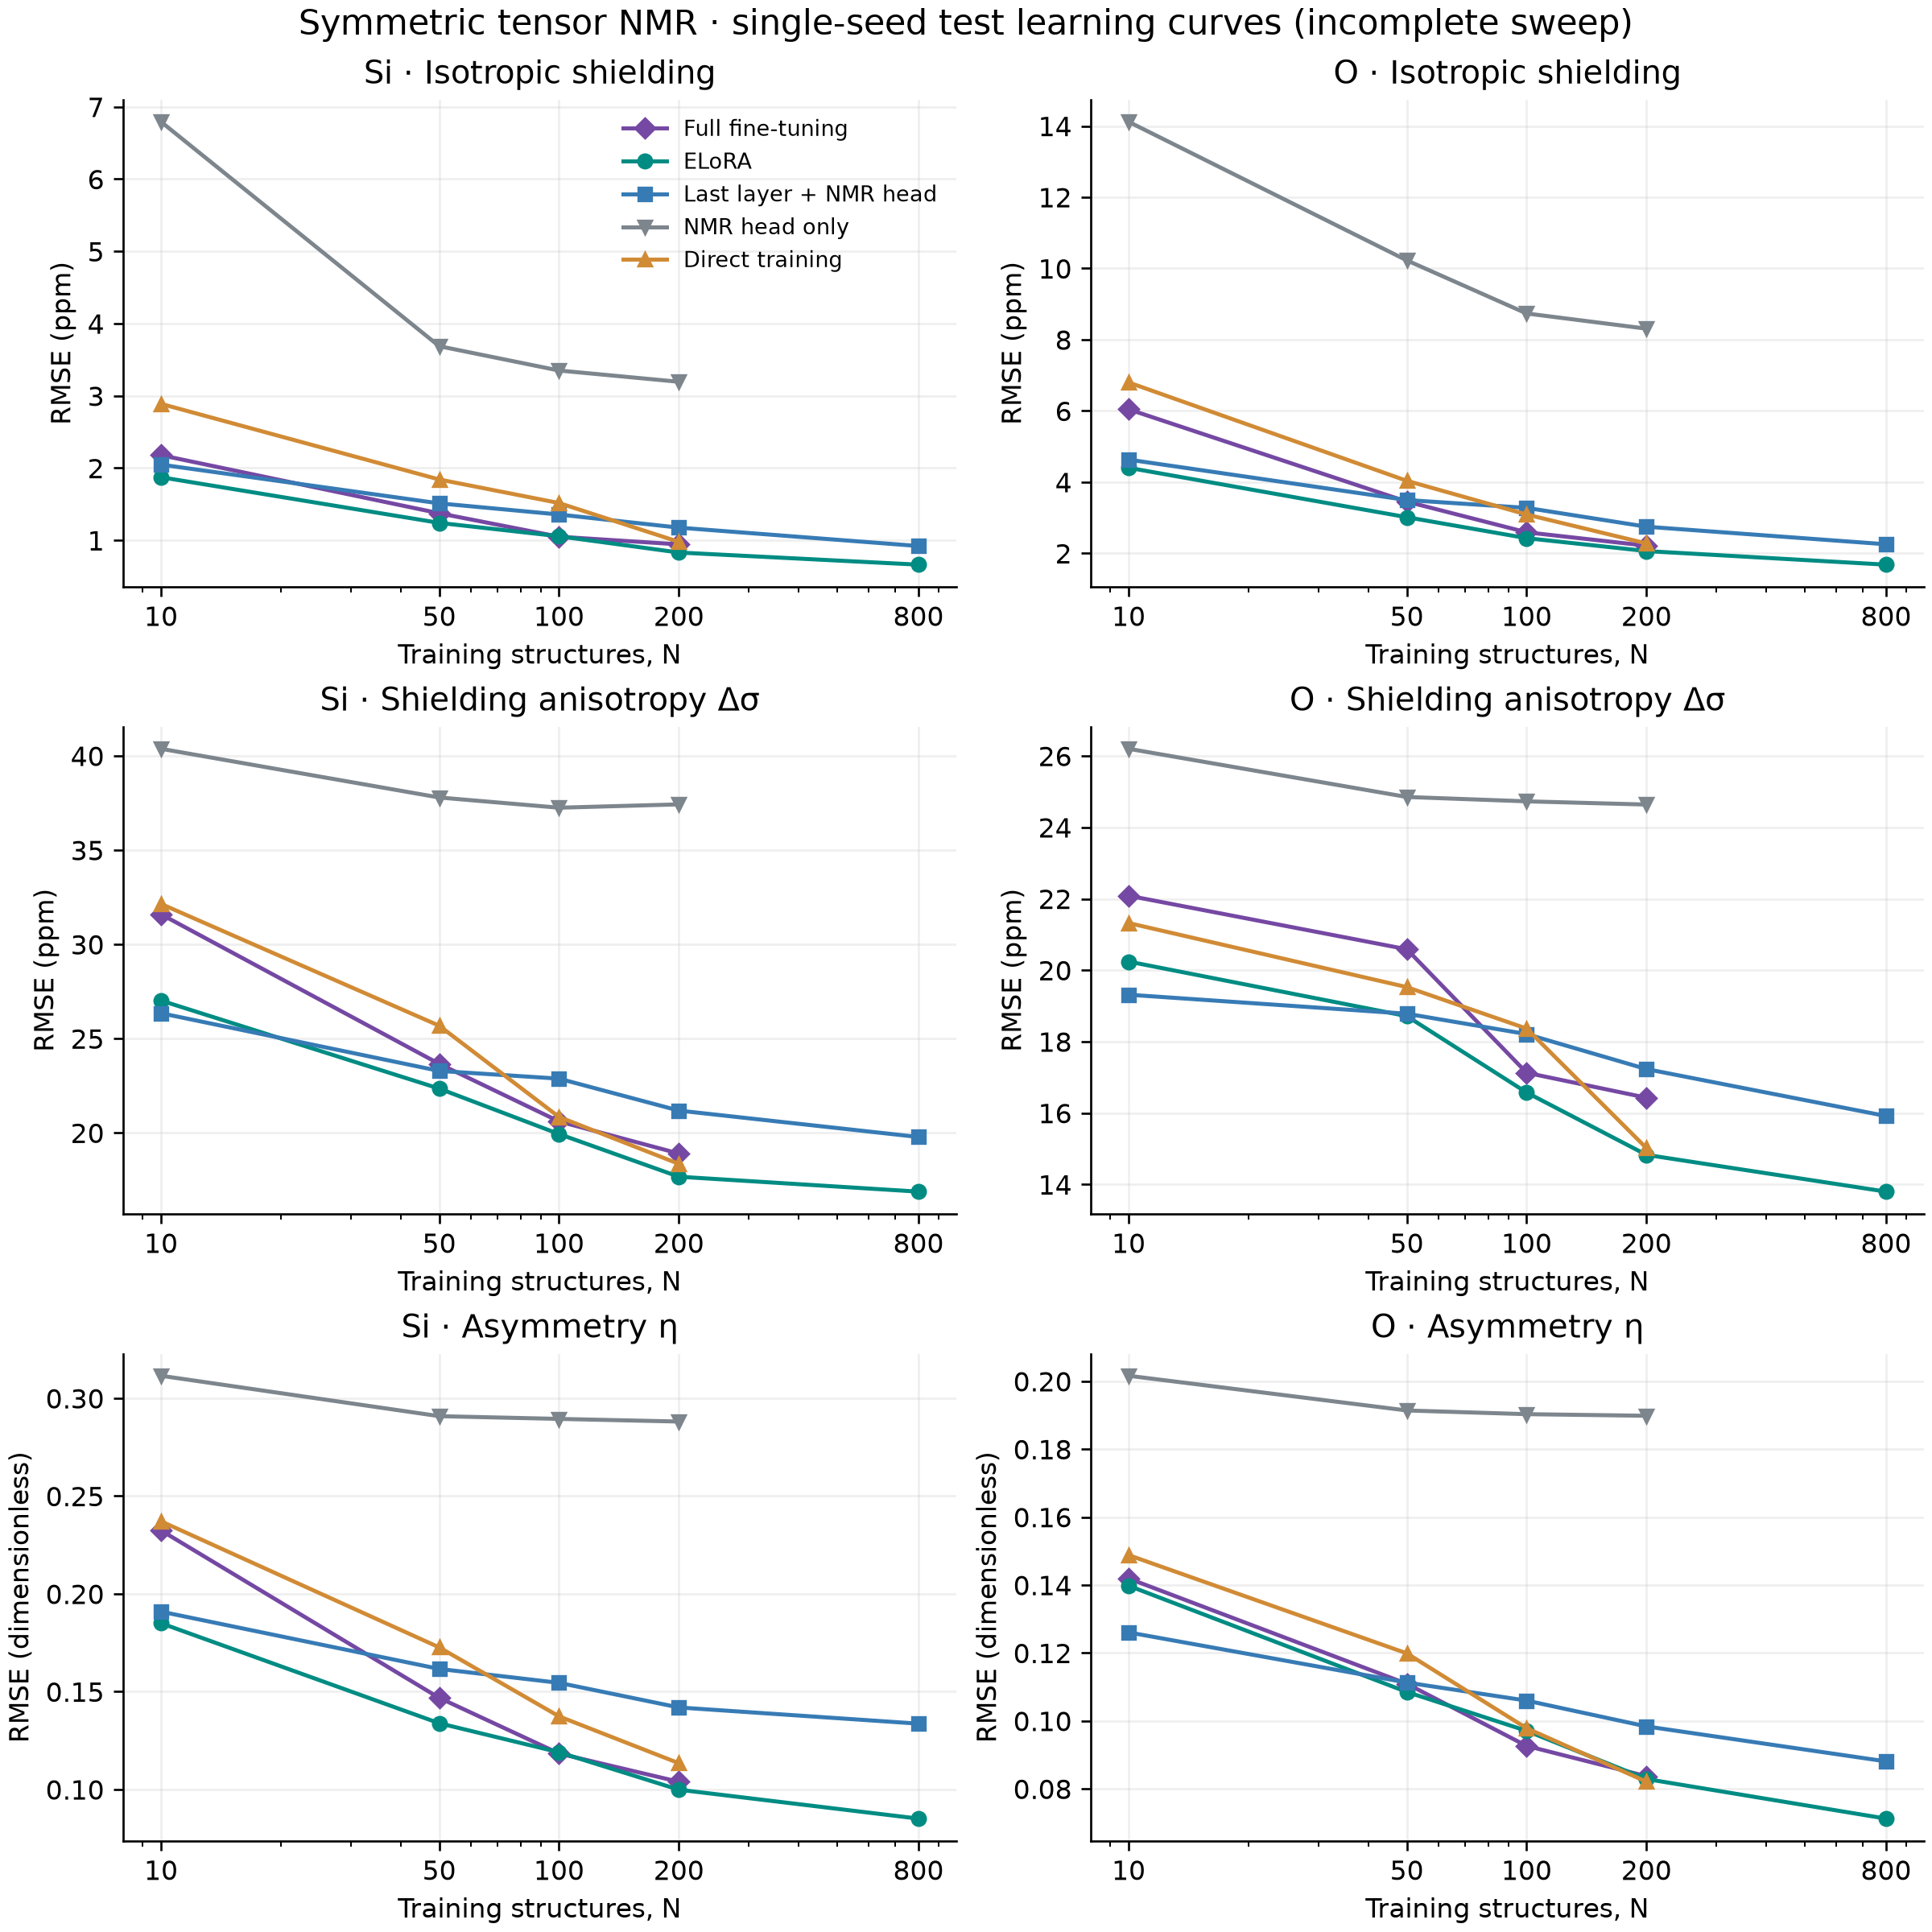 Symmetric tensor NMR · single-seed test learning curves (incomplete sweep)
Si · Isotropic shielding
7
6
5
4
3
2
1
RMSE (ppm)
Full fine-tuning
ELoRA
Last layer + NMR head
NMR head only
Direct training
10 50 100 200 800
Training structures, N
O · Isotropic shielding
14
12
10
8
6
4
2
RMSE (ppm)
10 50 100 200 800
Training structures, N
Si · Shielding anisotropy Δσ
40
35
30
25
20
RMSE (ppm)
10 50 100 200 800
Training structures, N
O · Shielding anisotropy Δσ
26
24
22
20
18
16
14
RMSE (ppm)
10 50 100 200 800
Training structures, N
Si · Asymmetry η
0.30
0.25
0.20
0.15
0.10
RMSE (dimensionless)
10 50 100 200 800
Training structures, N
O · Asymmetry η
0.20
0.18
0.16
0.14
0.12
0.10
0.08
RMSE (dimensionless)
10 50 100 200 800
Training structures, N